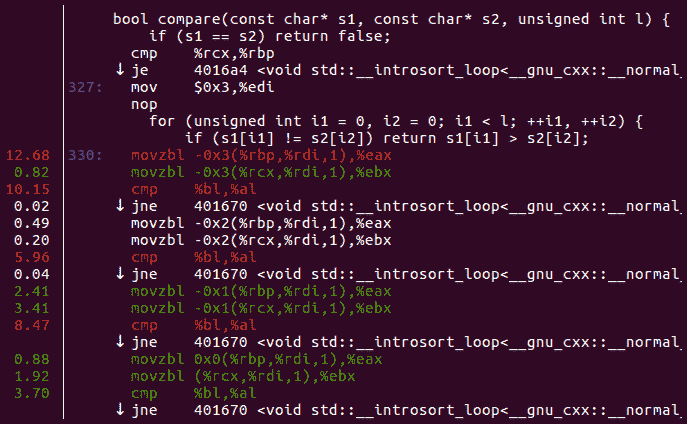 bool compare(const char* s1, const char* s2, unsigned int l) {
if (s1 == s2) return false;
cmp %rcx,%rbp
↓ je 4016a4 <void std::__introsort_loop<__gnu_cxx::__normal_
327: mov $0x3,%edi
nop
for (unsigned int i1 = 0, i2 = 0; i1 < l; ++i1, ++i2) {
if (s1[i1] != s2[i2]) return s1[i1] > s2[i2];
12.68 330: movzbl -0x3(%rbp,%rdi,1),%eax
0.82 movzbl -0x3(%rcx,%rdi,1),%ebx
10.15 cmp %bl,%al
0.02 ↓ jne 401670 <void std::__introsort_loop<__gnu_cxx::__normal_
0.49 movzbl -0x2(%rbp,%rdi,1),%eax
0.20 movzbl -0x2(%rcx,%rdi,1),%ebx
5.96 cmp %bl,%al
0.04 ↓ jne 401670 <void std::__introsort_loop<__gnu_cxx::__normal_
2.41 movzbl -0x1(%rbp,%rdi,1),%eax
3.41 movzbl -0x1(%rcx,%rdi,1),%ebx
8.47 cmp %bl,%al
↓ jne 401670 <void std::__introsort_loop<__gnu_cxx::__normal_
0.88 movzbl 0x0(%rbp,%rdi,1),%eax
1.92 movzbl (%rcx,%rdi,1),%ebx
3.70 cmp %bl,%al
↓ jne 401670 <void std::__introsort_loop<__gnu_cxx::__normal_